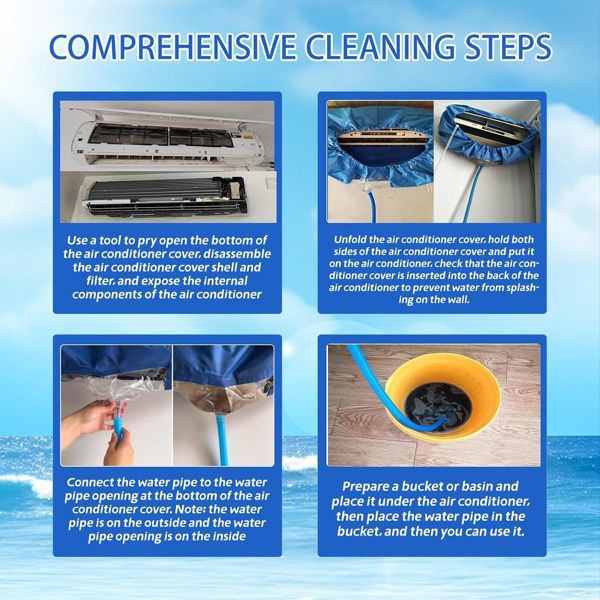 COMPREHENSIVE CLEANING STEPS
Use a tool to pry open the bottom of
the air conditioner cover, disassemble
the air conditioner cover shell and
filter, and expose the internal
components of the air conditioner
Unfold the air conditioner cover, hold both
sides of the air conditioner cover and put it
on the air conditioner, check that the air con-
ditioner cover is inserted into the back of the
air conditioner to prevent water from splash-
ing on the wall.
Connect the water pipe to the water
pipe opening at the bottom of the air
conditioner cover. Note: the water
pipe is on the outside and the water
pipe opening is on the inside
Prepare a bucket or basin and
place it under the air conditioner,
then place the water pipe in the
bucket, and then you can use it.